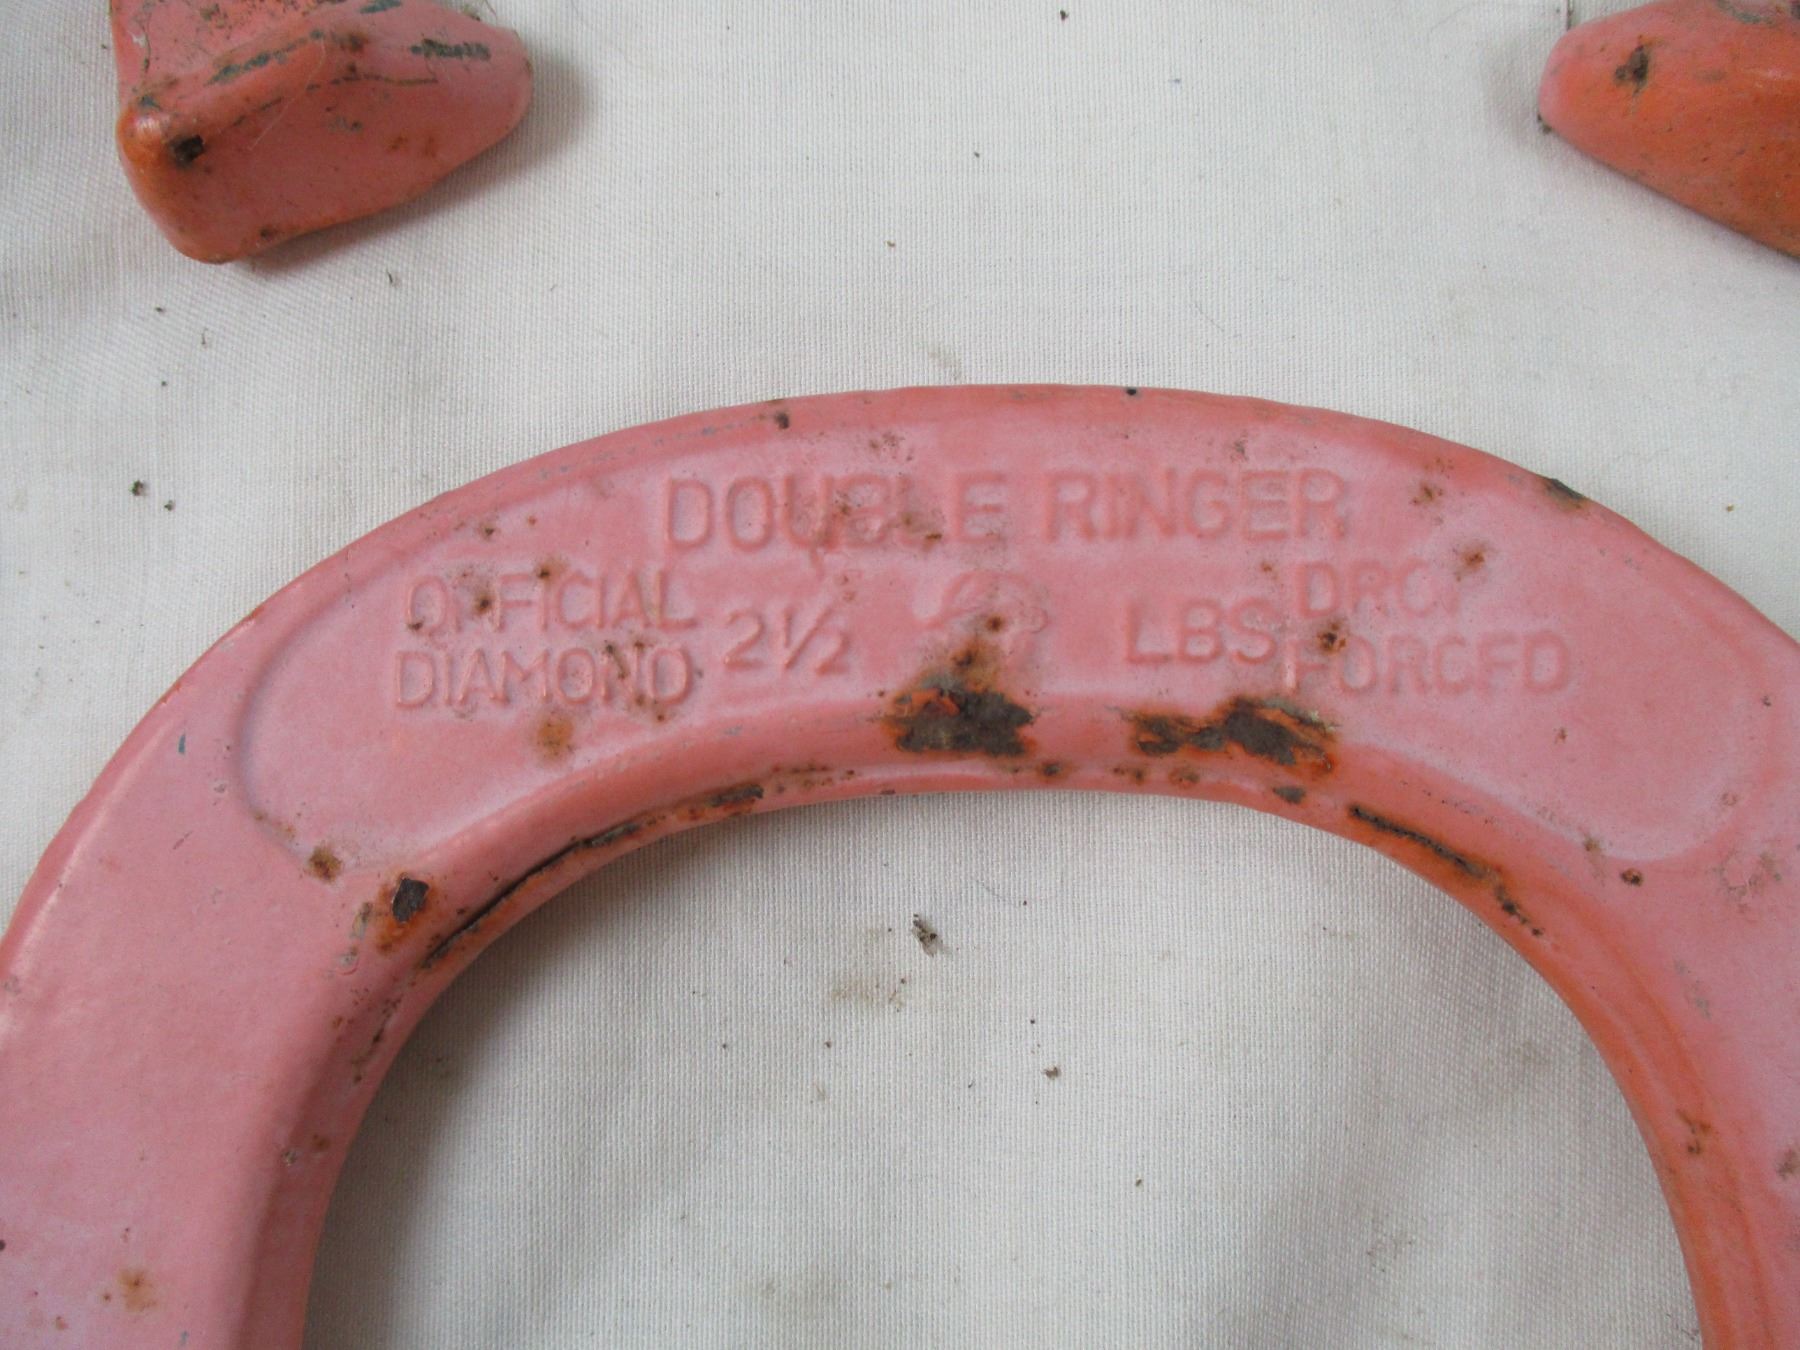 DOUBLE RINGER
OFFICIAL
DIAMOND
2½ LBS
DROP
FORGED